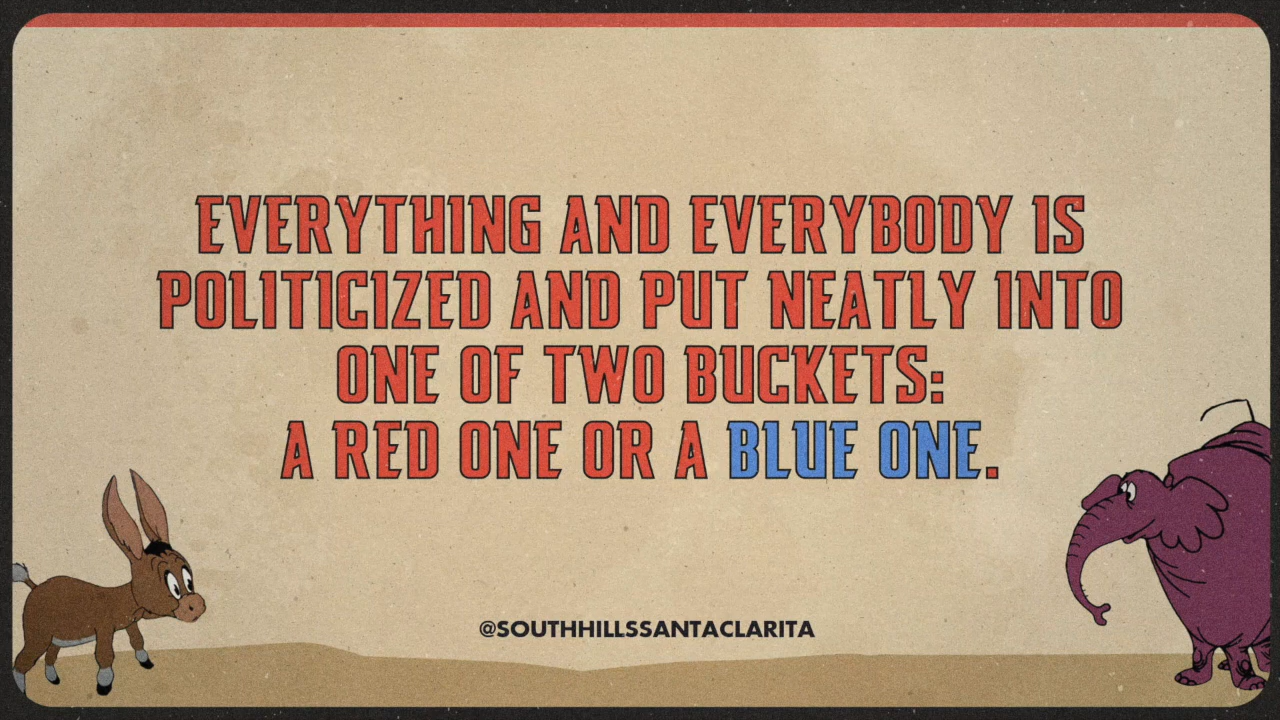 EVERYTHING AND EVERYBODY IS
POLITICIZED AND PUT NEATLY INTO
ONE OF TWO BUCKETS:
A RED ONE OR A BLUE ONE.
@SOUTHHILLSSANTACLARITA